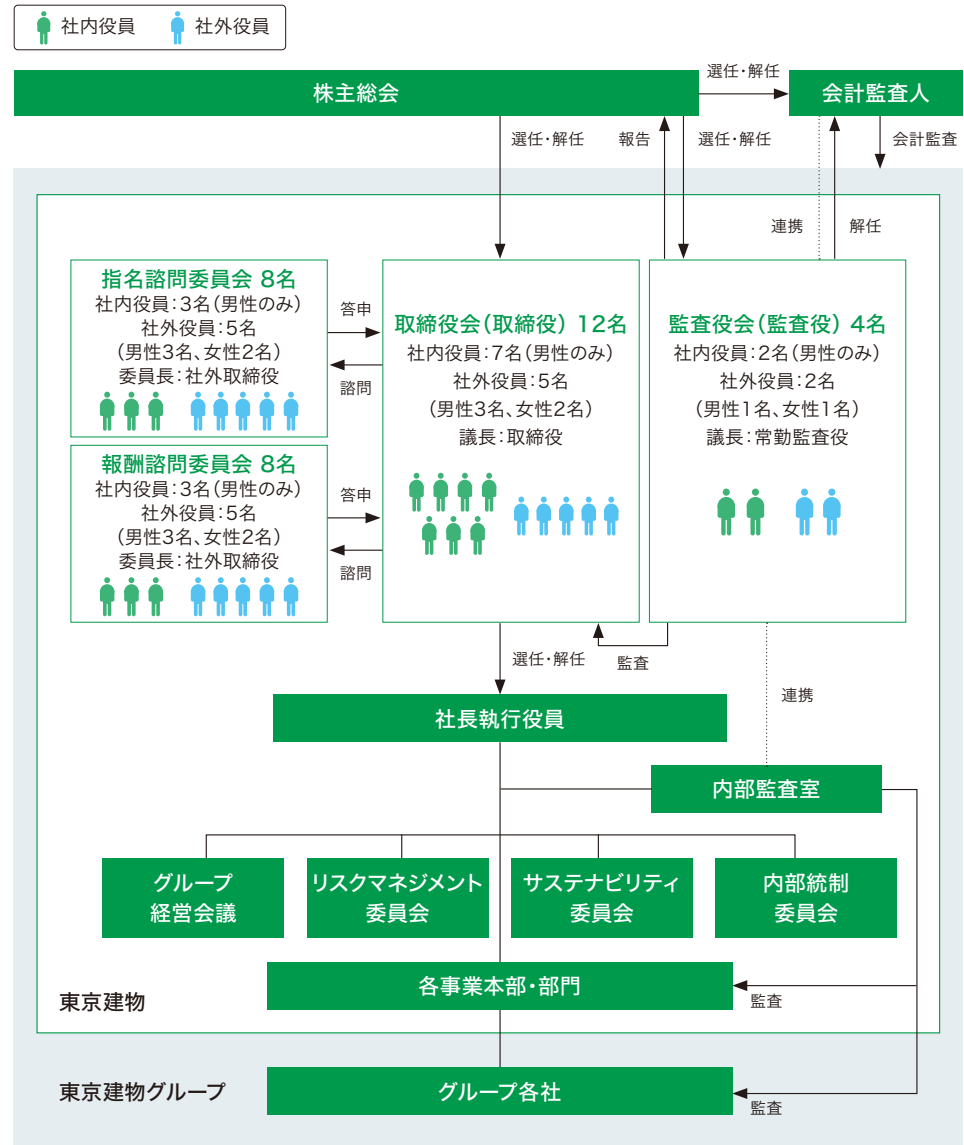 社内役員
社外役員
株主総会
選任・解任
会計監査人
選任・解任
報告
選任・解任
会計監査
連携
解任
指名諮問委員会 8名
社内役員:3名(男性のみ)
社外役員:5名
(男性3名、女性2名)
委員長:社外取締役
答申
諮問
取締役会(取締役) 12名
社内役員:7名(男性のみ)
社外役員:5名
(男性3名、女性2名)
議長:取締役
監査役会(監査役) 4名
社内役員:2名(男性のみ)
社外役員:2名
(男性1名、女性1名)
議長:常勤監査役
報酬諮問委員会 8名
社内役員:3名(男性のみ)
社外役員:5名
(男性3名、女性2名)
委員長:社外取締役
答申
諮問
選任・解任
監査
連携
社長執行役員
内部監査室
グループ
経営会議
リスクマネジメント
委員会
サステナビリティ
委員会
内部統制
委員会
各事業本部・部門
監査
東京建物
東京建物グループ
グループ各社
監査